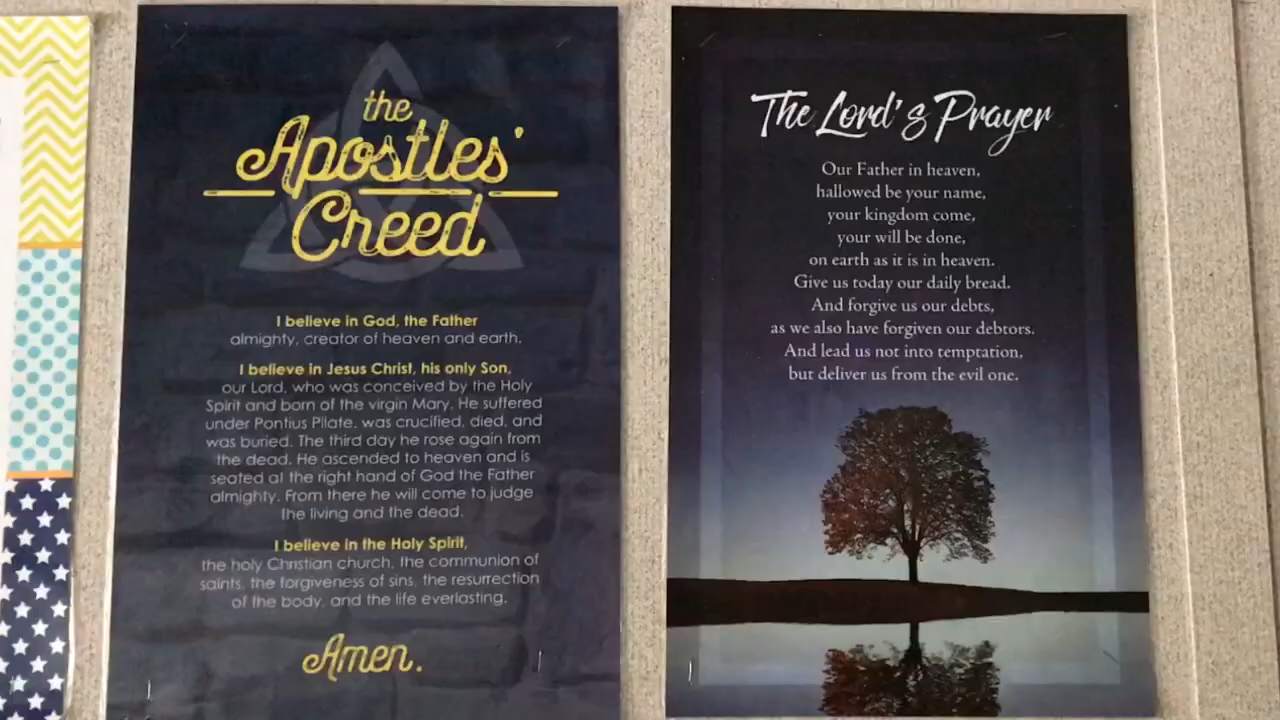 the
Apostles'
Creed
I believe in God, the Father
almighty, creator of heaven and earth.
I believe in Jesus Christ, his only Son,
our Lord, who was conceived by the Holy
Spirit and born of the virgin Mary. He suffered
under Pontius Pilate, was crucified, died, and
was buried. The third day he rose again from
the dead. He ascended to heaven and is
seated at the right hand of God the Father
almighty. From there he will come to judge
the living and the dead.
I believe in the Holy Spirit,
the holy Christian church, the communion of
saints, the forgiveness of sins, the resurrection
of the body, and the life everlasting.
Amen.
The Lord's Prayer
Our Father in heaven,
hallowed be your name,
your kingdom come,
your will be done,
on earth as it is in heaven.
Give us today our daily bread.
And forgive us our debts,
as we also have forgiven our debtors.
And lead us not into temptation,
but deliver us from the evil one.